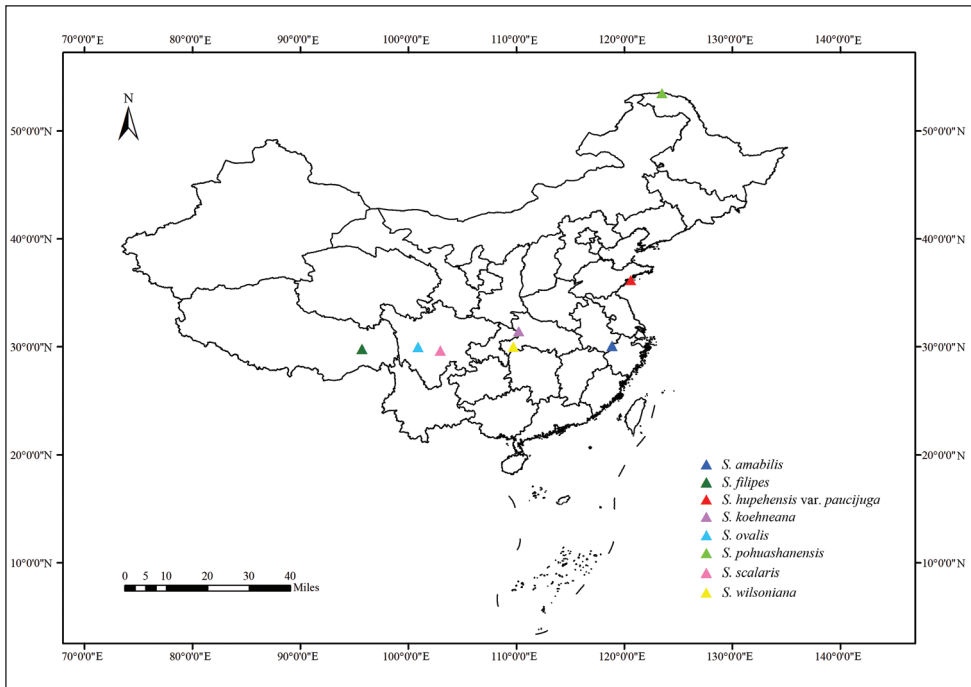 70°0'0"E 80°0'0"E 90°0'0"E 100°0'0"E 110°0'0"E 120°0'0"E 130°0'0"E 140°0'0"E
N
50°0'0"N 50°0'0"N
40°0'0"N 40°0'0"N
30°0'0"N 30°0'0"N
20°0'0"N 20°0'0"N
10°0'0"N 10°0'0"N
S. amabilis
S. filipes
S. hupehensis var. paucijuga
S. koehneana
S. ovalis
S. pohuashanensis
S. scalaris
S. wilsoniana
0 5 10 20 30 40
Miles
70°0'0"E 80°0'0"E 90°0'0"E 100°0'0"E 110°0'0"E 120°0'0"E 130°0'0"E 140°0'0"E